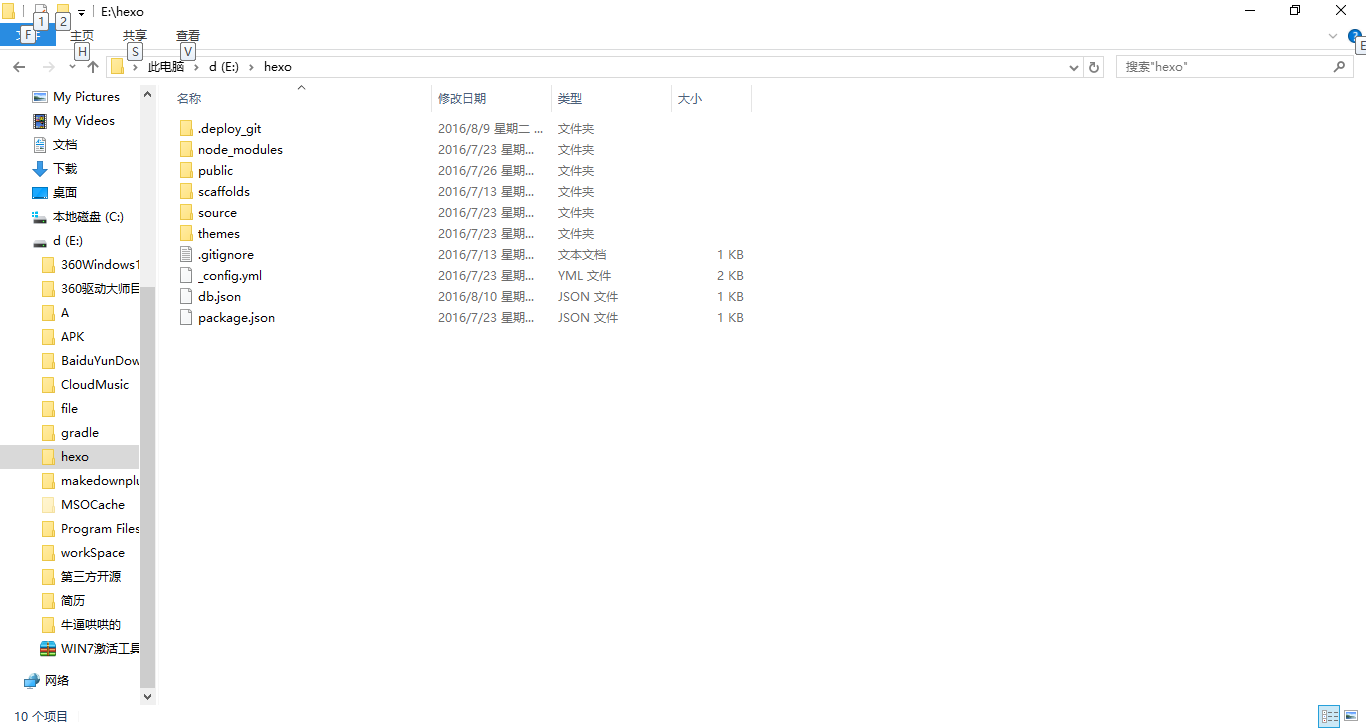 E:\hexo
1
2
文件 主页 共享 查看
F H S V
此电脑 › d (E:) › hexo
搜索"hexo"
名称 修改日期 类型 大小
My Pictures
My Videos
文档
下载
桌面
本地磁盘 (C:)
d (E:)
360Windows1
360驱动大师目
A
APK
BaiduYunDow
CloudMusic
file
gradle
hexo
makedownplu
MSOCache
Program Files
workSpace
第三方开源
简历
牛逼哄哄的
WIN7激活工具
网络
.deploy_git 2016/8/9 星期二 ... 文件夹
node_modules 2016/7/23 星期... 文件夹
public 2016/7/26 星期... 文件夹
scaffolds 2016/7/13 星期... 文件夹
source 2016/7/23 星期... 文件夹
themes 2016/7/23 星期... 文件夹
.gitignore 2016/7/13 星期... 文本文档 1 KB
_config.yml 2016/7/23 星期... YML 文件 2 KB
db.json 2016/8/10 星期... JSON 文件 1 KB
package.json 2016/7/23 星期... JSON 文件 1 KB
10 个项目